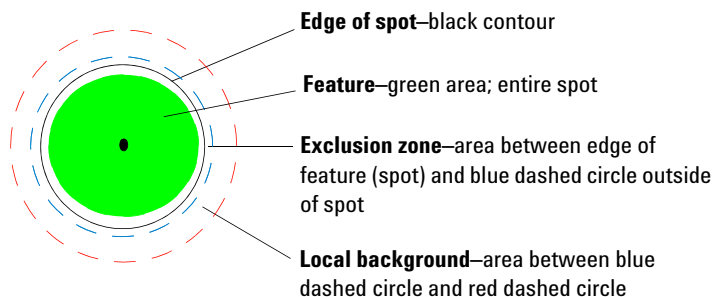 Edge of spot–black contour
Feature–green area; entire spot
Exclusion zone–area between edge of
feature (spot) and blue dashed circle outside
of spot
Local background–area between blue
dashed circle and red dashed circle